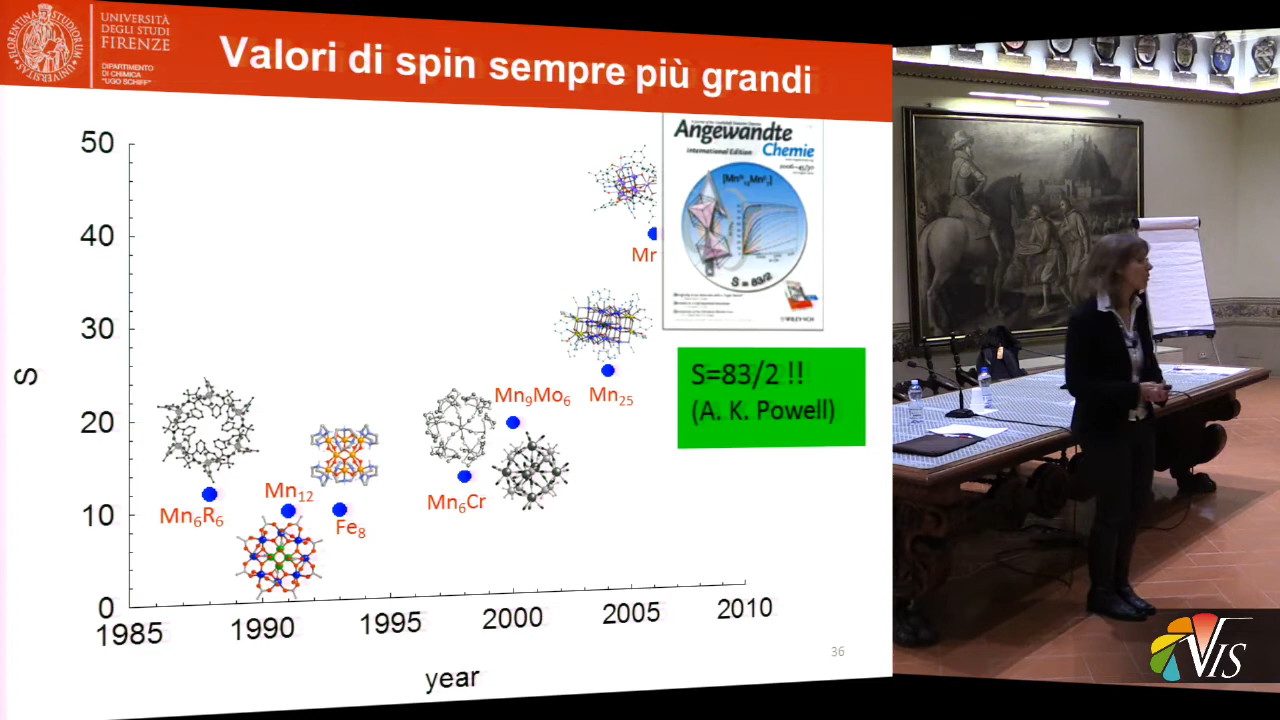 UNIVERSITÀ
DEGLI STUDI
FIRENZE
DIPARTIMENTO
DI CHIMICA
"UGO SCHIFF"
Valori di spin sempre più grandi
50
40
30
20
10
0
S
1985
1990
1995
2000
2005
2010
year
Mn6R6
Mn12
Fe8
Mn6Cr
Mn9Mo6
Mn25
Angewandte
International Edition
Chemie
S = 83/2
WILEY-VCH
S=83/2 !!
(A. K. Powell)
36
VIS